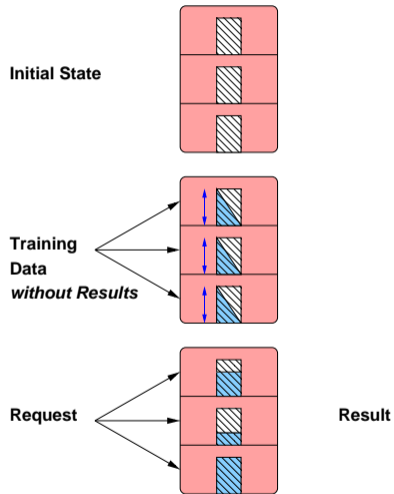 Initial State
Training
Data
without Results
Request
Result